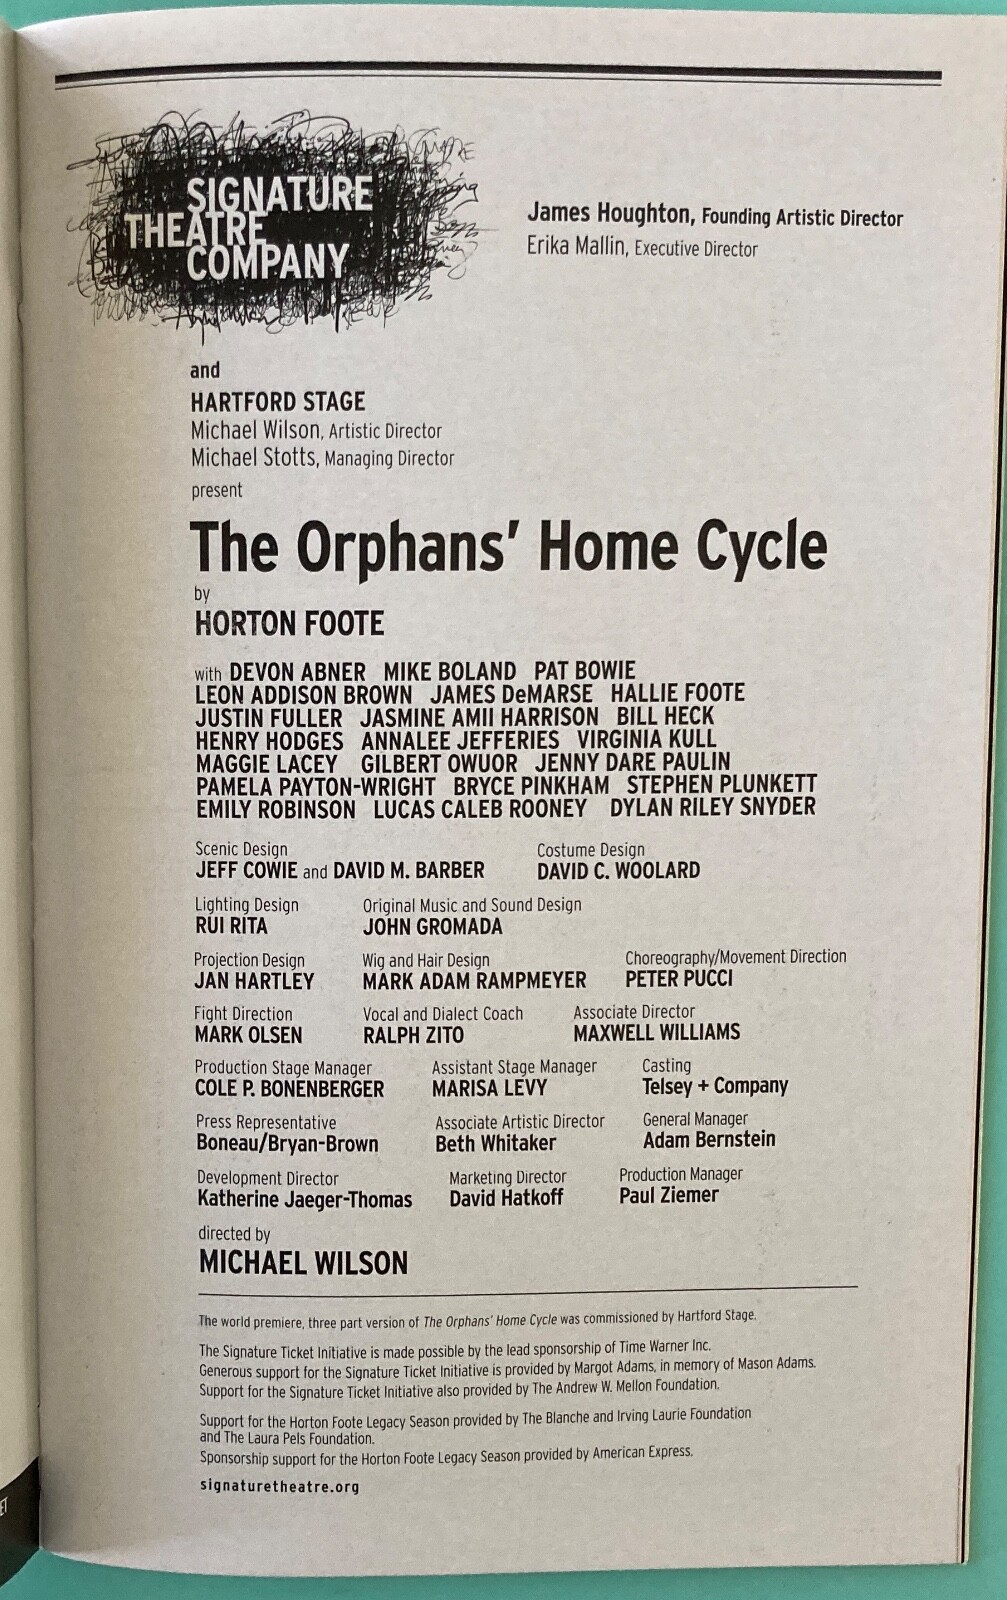 SIGNATURE
THEATRE
COMPANY
James Houghton, Founding Artistic Director
Erika Mallin, Executive Director
and
HARTFORD STAGE
Michael Wilson, Artistic Director
Michael Stotts, Managing Director
present
The Orphans' Home Cycle
by
HORTON FOOTE
with DEVON ABNER MIKE BOLAND PAT BOWIE
LEON ADDISON BROWN JAMES DeMARSE HALLIE FOOTE
JUSTIN FULLER JASMINE AMII HARRISON BILL HECK
HENRY HODGES ANNALEE JEFFERIES VIRGINIA KULL
MAGGIE LACEY GILBERT OWUOR JENNY DARE PAULIN
PAMELA PAYTON-WRIGHT BRYCE PINKHAM STEPHEN PLUNKETT
EMILY ROBINSON LUCAS CALEB ROONEY DYLAN RILEY SNYDER
Scenic Design Costume Design
JEFF COWIE and DAVID M. BARBER DAVID C. WOOLARD
Lighting Design Original Music and Sound Design
RUI RITA JOHN GROMADA
Projection Design Wig and Hair Design Choreography/Movement Direction
JAN HARTLEY MARK ADAM RAMPMEYER PETER PUCCI
Fight Direction Vocal and Dialect Coach Associate Director
MARK OLSEN RALPH ZITO MAXWELL WILLIAMS
Production Stage Manager Assistant Stage Manager Casting
COLE P. BONENBERGER MARISA LEVY Telsey + Company
Press Representative Associate Artistic Director General Manager
Boneau/Bryan-Brown Beth Whitaker Adam Bernstein
Development Director Marketing Director Production Manager
Katherine Jaeger-Thomas David Hatkoff Paul Ziemer
directed by
MICHAEL WILSON
The world premiere, three part version of The Orphans' Home Cycle was commissioned by Hartford Stage.
The Signature Ticket Initiative is made possible by the lead sponsorship of Time Warner Inc.
Generous support for the Signature Ticket Initiative is provided by Margot Adams, in memory of Mason Adams.
Support for the Signature Ticket Initiative also provided by The Andrew W. Mellon Foundation.
Support for the Horton Foote Legacy Season provided by The Blanche and Irving Laurie Foundation
and The Laura Pels Foundation.
Sponsorship support for the Horton Foote Legacy Season provided by American Express.
signaturetheatre.org